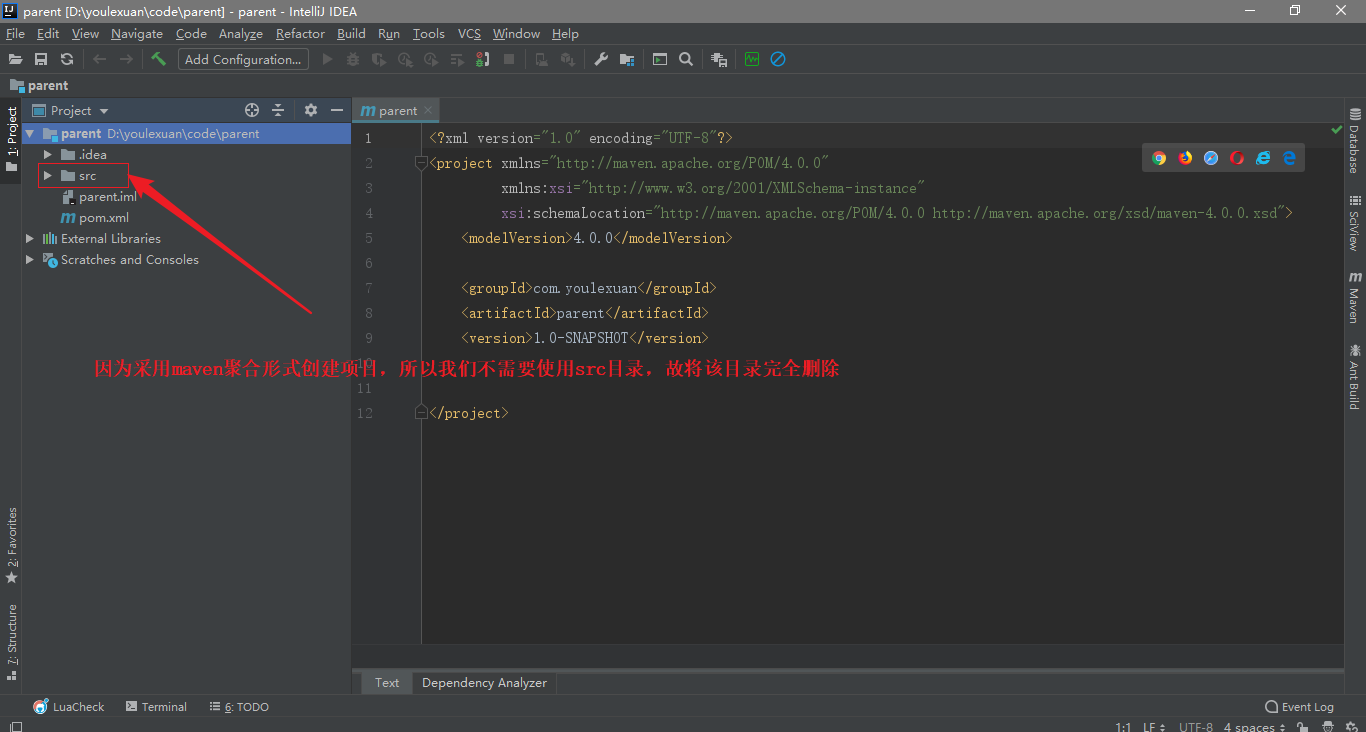 parent [D:\youlexuan\code\parent] - parent - IntelliJ IDEA
File Edit View Navigate Code Analyze Refactor Build Run Tools VCS Window Help
Add Configuration...
parent
1: Project
Project
parent
parent D:\youlexuan\code\parent
.idea
src
parent.iml
pom.xml
External Libraries
Scratches and Consoles
1 <?xml version="1.0" encoding="UTF-8"?>
2 <project xmlns="http://maven.apache.org/POM/4.0.0"
3 xmlns:xsi="http://www.w3.org/2001/XMLSchema-instance"
4 xsi:schemaLocation="http://maven.apache.org/POM/4.0.0 http://maven.apache.org/xsd/maven-4.0.0.xsd">
5 <modelVersion>4.0.0</modelVersion>
6
7 <groupId>com.youlexuan</groupId>
8 <artifactId>parent</artifactId>
9 <version>1.0-SNAPSHOT</version>
10
因为采用maven聚合形式创建项目，所以我们不需要使用src目录，故将该目录完全删除
11
12 </project>
Database
SciView
Maven
Ant Build
2: Favorites
7: Structure
Text Dependency Analyzer
LuaCheck Terminal 6: TODO Event Log
1:1 LF UTF-8 4 spaces